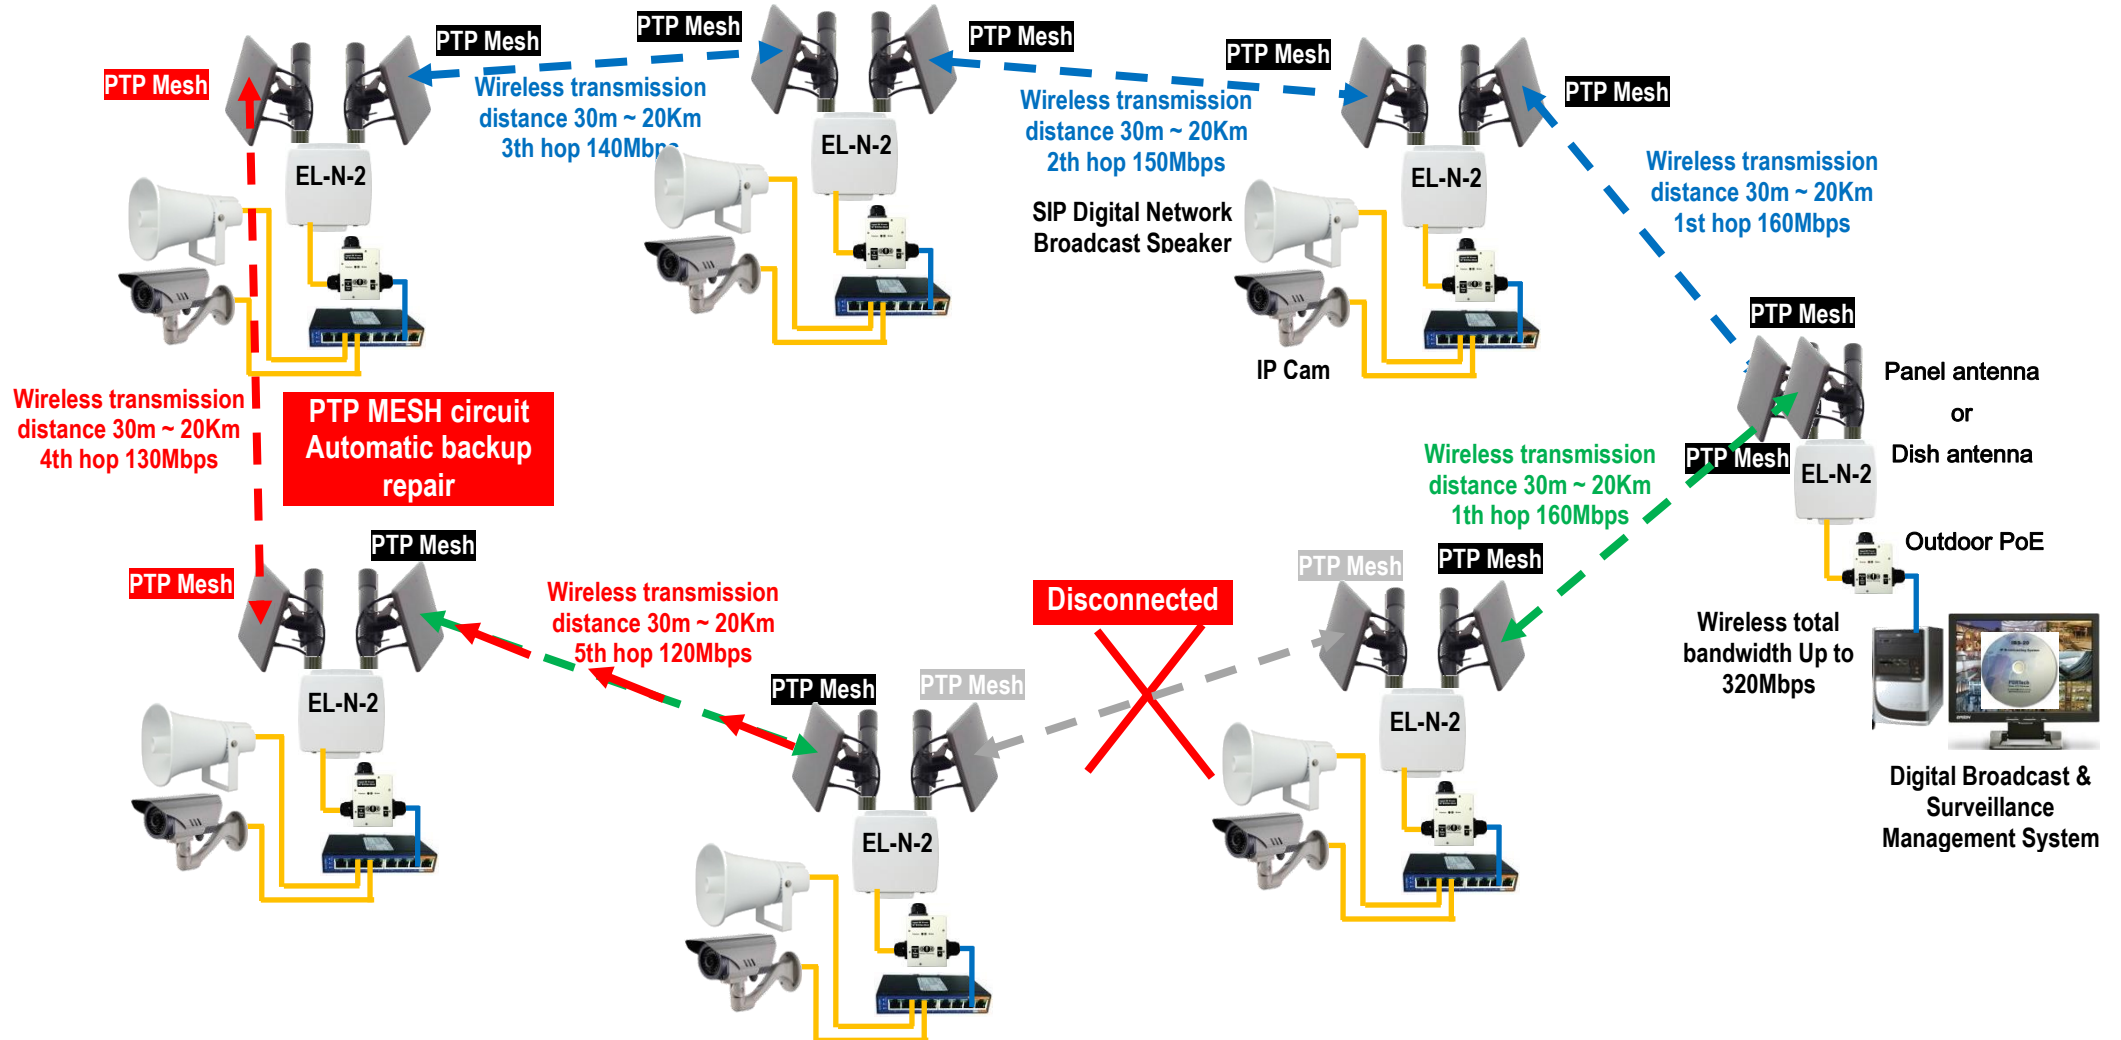 PTP Mesh
PTP Mesh
PTP Mesh
PTP Mesh
PTP Mesh
PTP Mesh
Wireless transmission
distance 30m ~ 20Km
3th hop 140Mbps
Wireless transmission
distance 30m ~ 20Km
2th hop 150Mbps
Wireless transmission
distance 30m ~ 20Km
1st hop 160Mbps
EL-N-2
EL-N-2
EL-N-2
SIP Digital Network
Broadcast Speaker
IP Cam
PTP Mesh
Panel antenna
or
Dish antenna
Wireless transmission
distance 30m ~ 20Km
4th hop 130Mbps
PTP MESH circuit
Automatic backup
repair
Wireless transmission
distance 30m ~ 20Km
1th hop 160Mbps
PTP Mesh
EL-N-2
Outdoor PoE
PTP Mesh
PTP Mesh
Wireless transmission
distance 30m ~ 20Km
5th hop 120Mbps
Disconnected
PTP Mesh
PTP Mesh
Wireless total
bandwidth Up to
320Mbps
PTP Mesh
PTP Mesh
EL-N-2
EL-N-2
EL-N-2
Digital Broadcast &
Surveillance
Management System